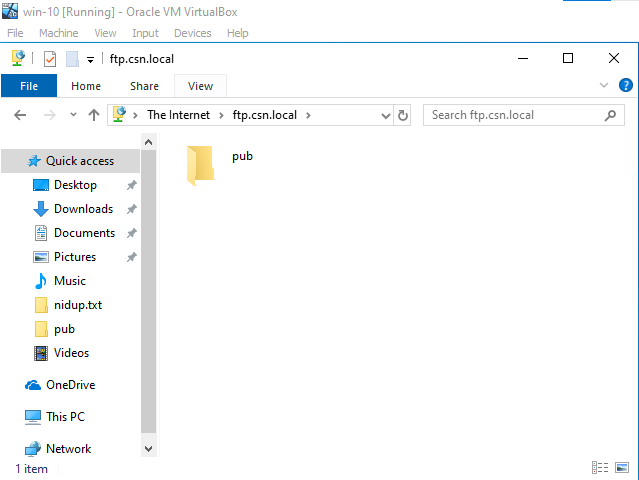 win-10 [Running] - Oracle VM VirtualBox
File Machine View Input Devices Help
ftp.csn.local
File Home Share View
The Internet ftp.csn.local Search ftp.csn.local
Quick access
pub
Desktop
Downloads
Documents
Pictures
Music
nidup.txt
pub
Videos
OneDrive
This PC
Network
1 item